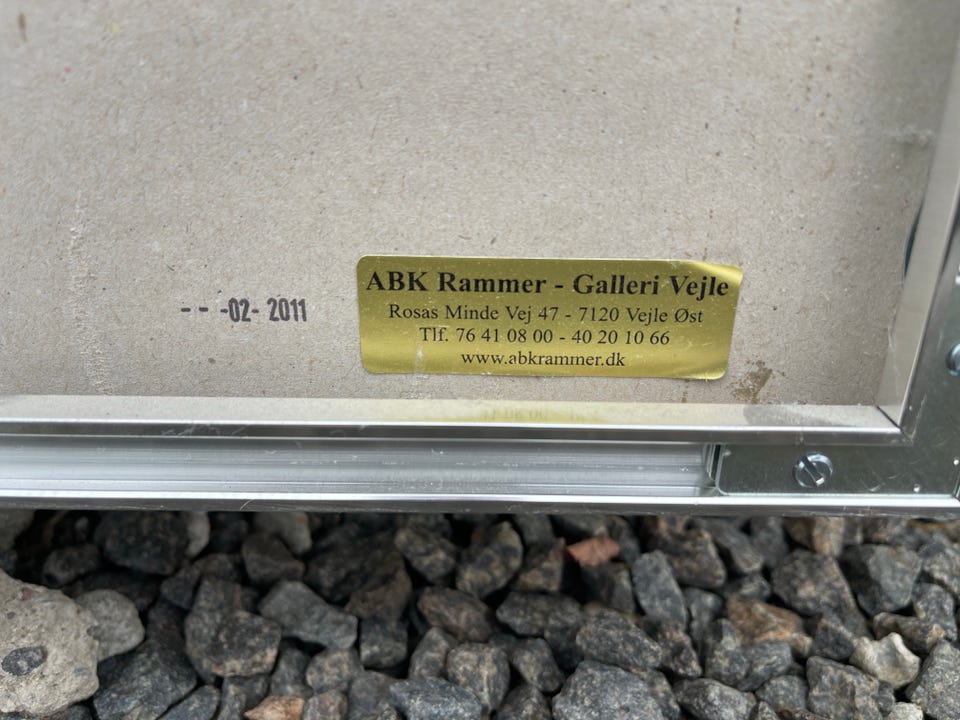 -- -02- 2011
ABK Rammer - Galleri Vejle
Rosas Minde Vej 47 - 7120 Vejle Øst
Tlf. 76 41 08 00 - 40 20 10 66
www.abkrammer.dk